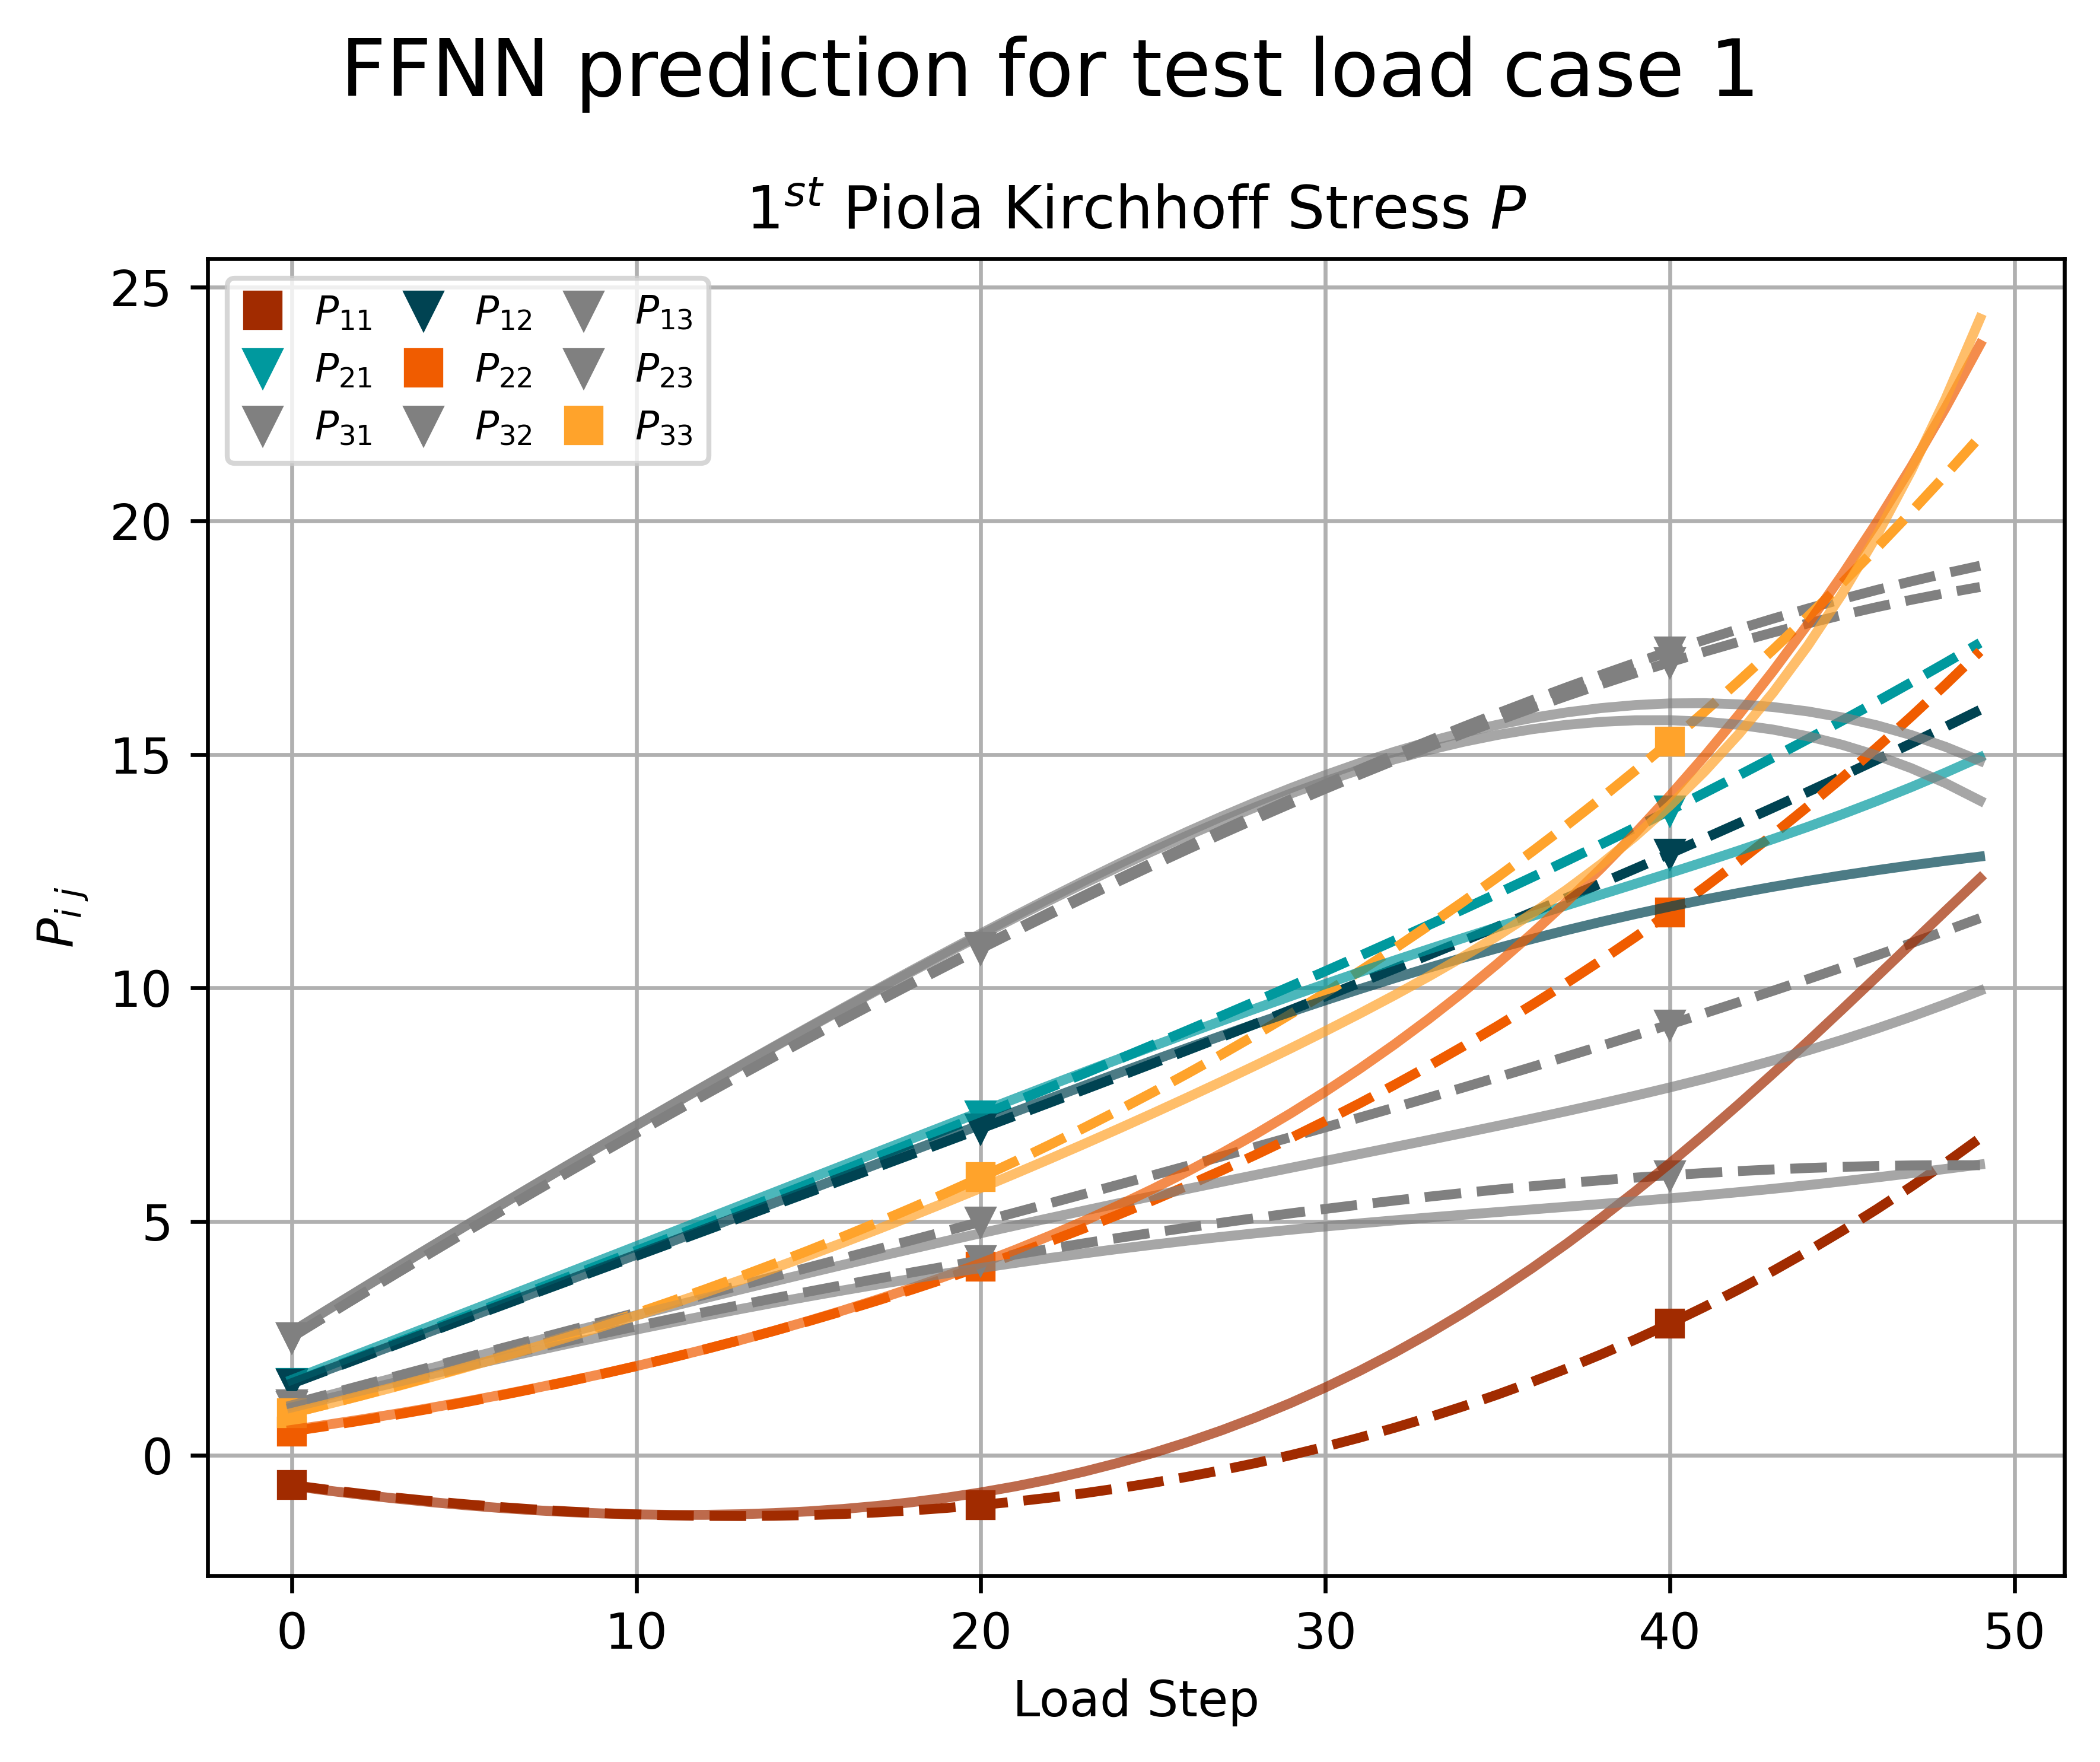 FFNN prediction for test load case 1
1st Piola Kirchhoff Stress P
25
20
15
10
5
0
P11 P12 P13
P21 P22 P23
P31 P32 P33
Pi j
0 10 20 30 40 50
Load Step